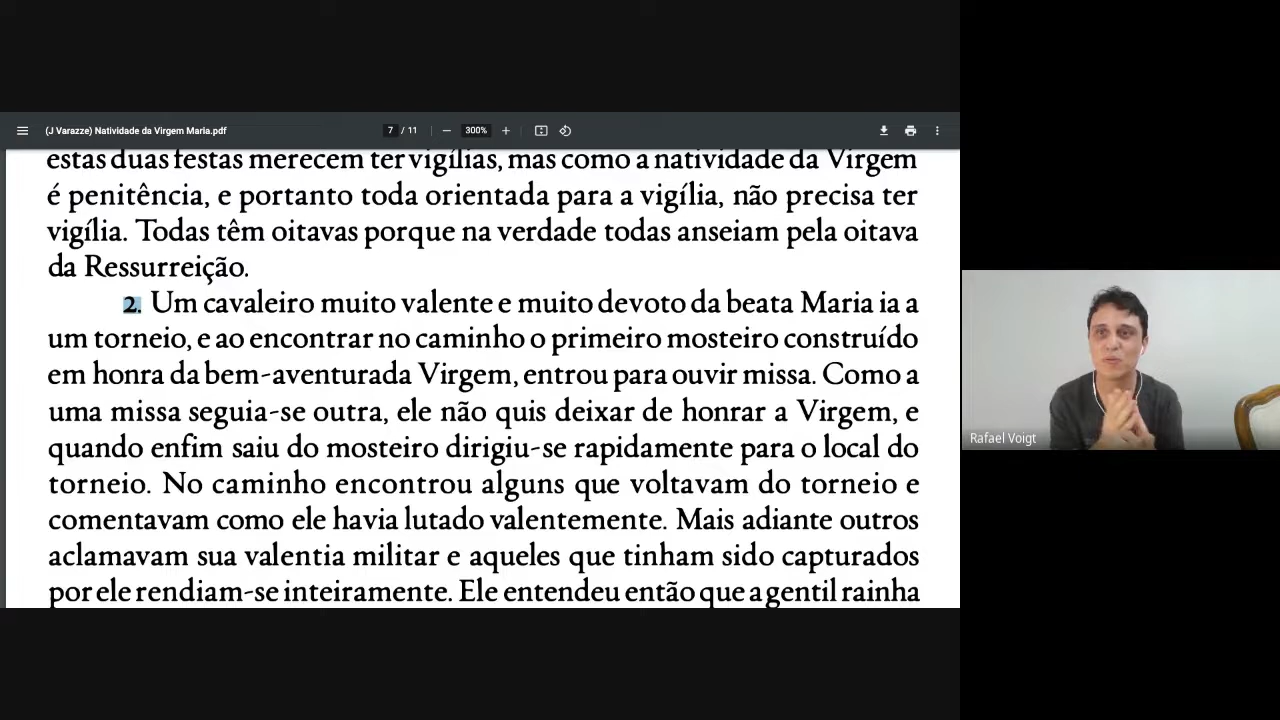 (J Varazze) Natividade da Virgem Maria.pdf
7 / 11
300%
estas duas festas merecem ter vigílias, mas como a natividade da Virgem
é penitência, e portanto toda orientada para a vigília, não precisa ter
vigília. Todas têm oitavas porque na verdade todas anseiam pela oitava
da Ressurreição.
2. Um cavaleiro muito valente e muito devoto da beata Maria ia a
um torneio, e ao encontrar no caminho o primeiro mosteiro construído
em honra da bem-aventurada Virgem, entrou para ouvir missa. Como a
uma missa seguia-se outra, ele não quis deixar de honrar a Virgem, e
quando enfim saiu do mosteiro dirigiu-se rapidamente para o local do
torneio. No caminho encontrou alguns que voltavam do torneio e
comentavam como ele havia lutado valentemente. Mais adiante outros
aclamavam sua valentia militar e aqueles que tinham sido capturados
por ele rendiam-se inteiramente. Ele entendeu então que a gentil rainha
Rafael Voigt